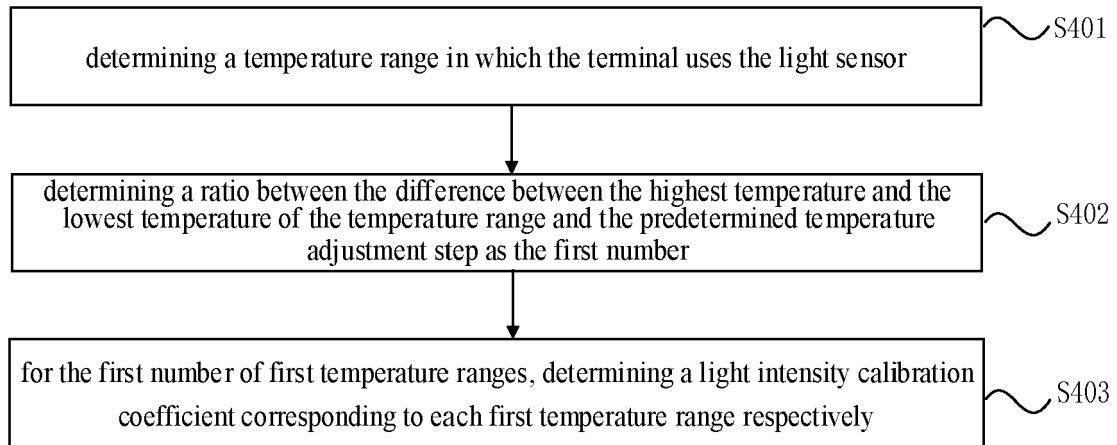 determining a temperature range in which the terminal uses the light sensor
S401
determining a ratio between the difference between the highest temperature and the
lowest temperature of the temperature range and the predetermined temperature
adjustment step as the first number
S402
for the first number of first temperature ranges, determining a light intensity calibration
coefficient corresponding to each first temperature range respectively
S403